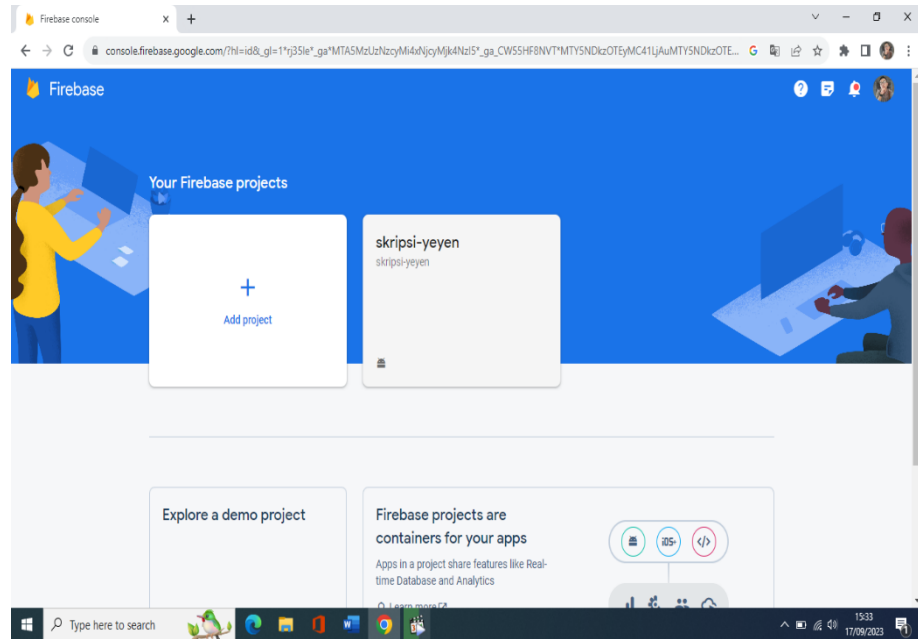 Firebase console
console.firebase.google.com/?hl=id&_gl=1*rj35le*_ga*MTA5MzUzNzcyMi4xNjcyMjk4NzI5*_ga_CW55HF8NVT*MTY5NDkzOTEyMC41LjAuMTY5NDkzOTE...
Firebase
Your Firebase projects
Add project
skripsi-yeyen
skripsi-yeyen
Explore a demo project
Firebase projects are
containers for your apps
Apps in a project share features like Real-
time Database and Analytics
Learn more
iOS+
</>
Type here to search
15:33
17/09/2023